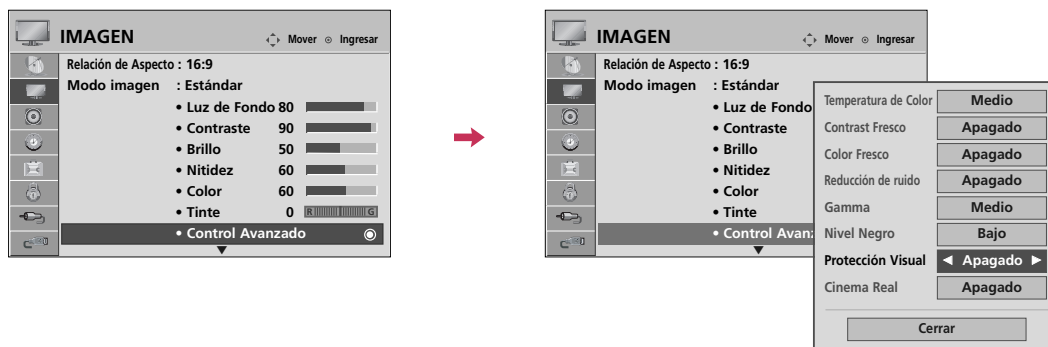 IMAGEN Mover Ingresar
Relación de Aspecto : 16:9
Modo imagen : Estándar
• Luz de Fondo 80
• Contraste 90
• Brillo 50
• Nitidez 60
• Color 60
• Tinte 0 R G
• Control Avanzado
IMAGEN Mover Ingresar
Relación de Aspecto : 16:9
Modo imagen : Estándar
• Luz de Fondo
• Contraste
• Brillo
• Nitidez
• Color
• Tinte
• Control Avanz
Temperatura de Color Medio
Contrast Fresco Apagado
Color Fresco Apagado
Reducción de ruido Apagado
Gamma Medio
Nivel Negro Bajo
Protección Visual ◀ Apagado ▶
Cinema Real Apagado
Cerrar